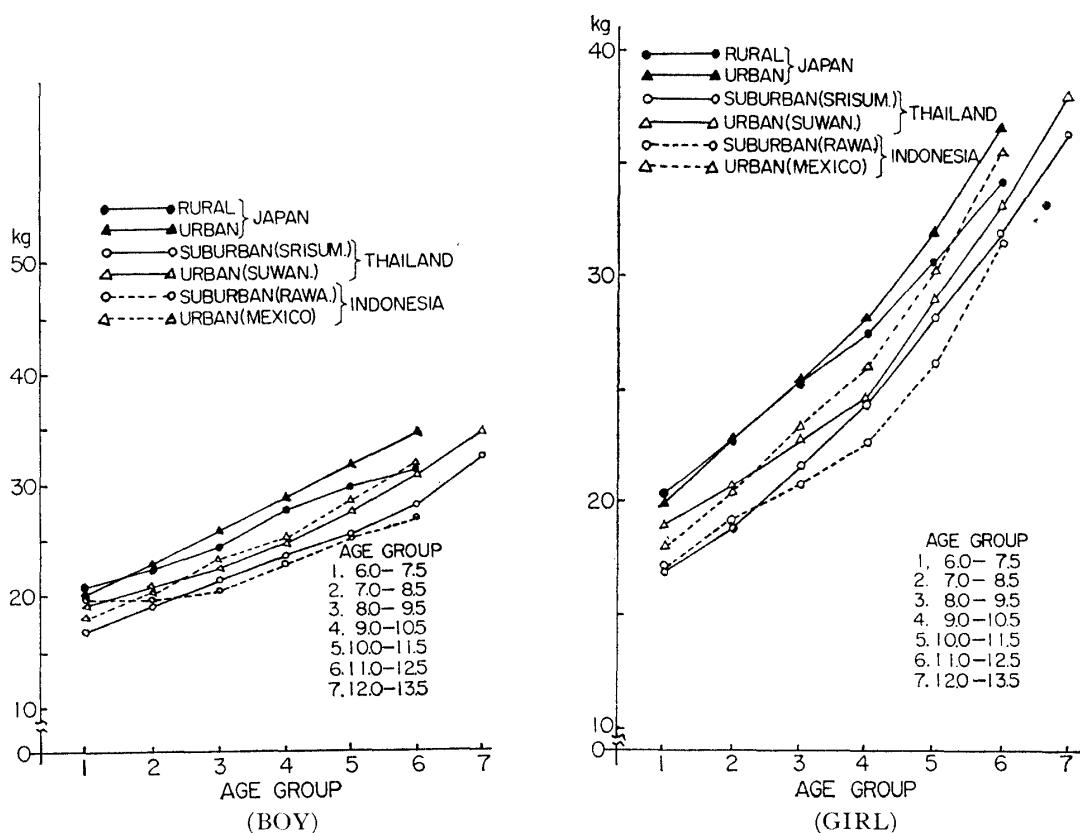 kg
50
40
30
20
10
0
RURAL
URBAN
JAPAN
SUBURBAN(SRISUM.)
URBAN(SUWAN.)
THAILAND
SUBURBAN(RAWA.)
URBAN(MEXICO)
INDONESIA
AGE GROUP
1. 6.0-7.5
2. 7.0-8.5
3. 8.0-9.5
4. 9.0-10.5
5.10.0-11.5
6.11.0-12.5
7.12.0-13.5
1 2 3 4 5 6 7
AGE GROUP
(BOY)
kg
40
30
20
10
0
RURAL
URBAN
JAPAN
SUBURBAN(SRISUM.)
URBAN(SUWAN.)
THAILAND
SUBURBAN(RAWA.)
URBAN(MEXICO)
INDONESIA
AGE GROUP
1. 6.0-7.5
2. 7.0-8.5
3. 8.0-9.5
4. 9.0-10.5
5.10.0-11.5
6.11.0-12.5
7.12.0-13.5
1 2 3 4 5 6 7
AGE GROUP
(GIRL)